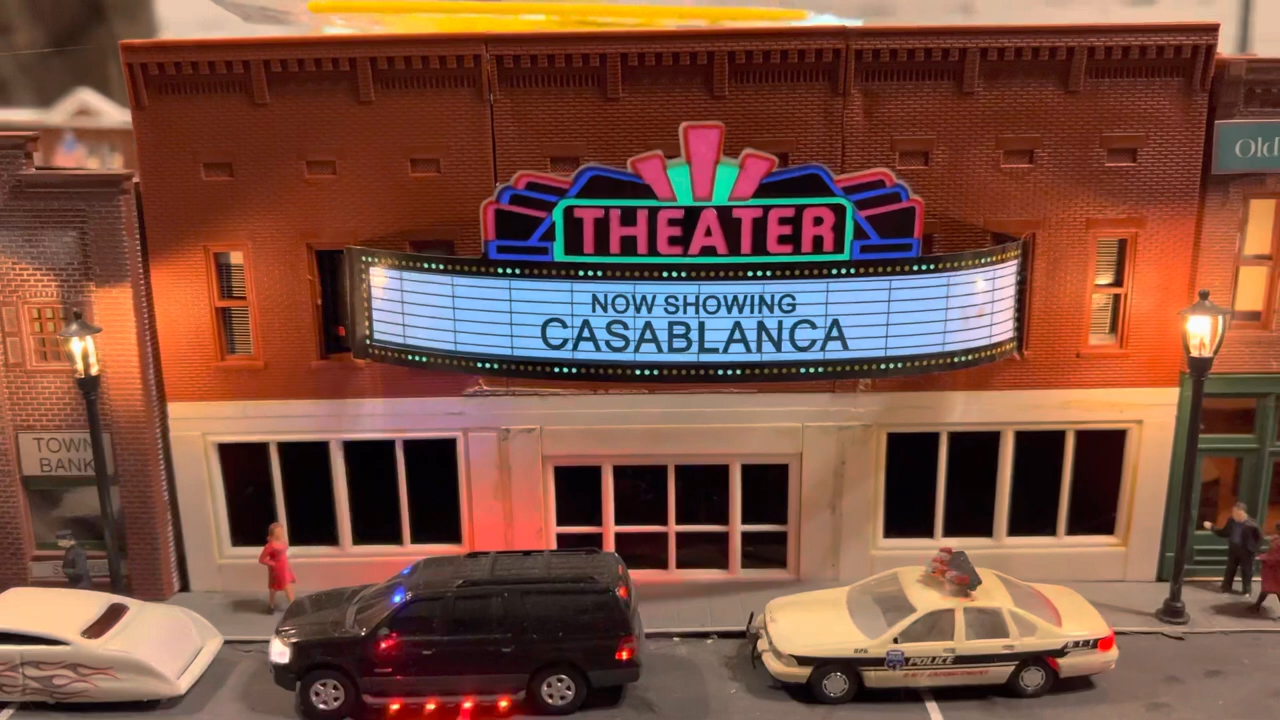 THEATER
NOW SHOWING
CASABLANCA
Old
TOWN
BANK
POLICE